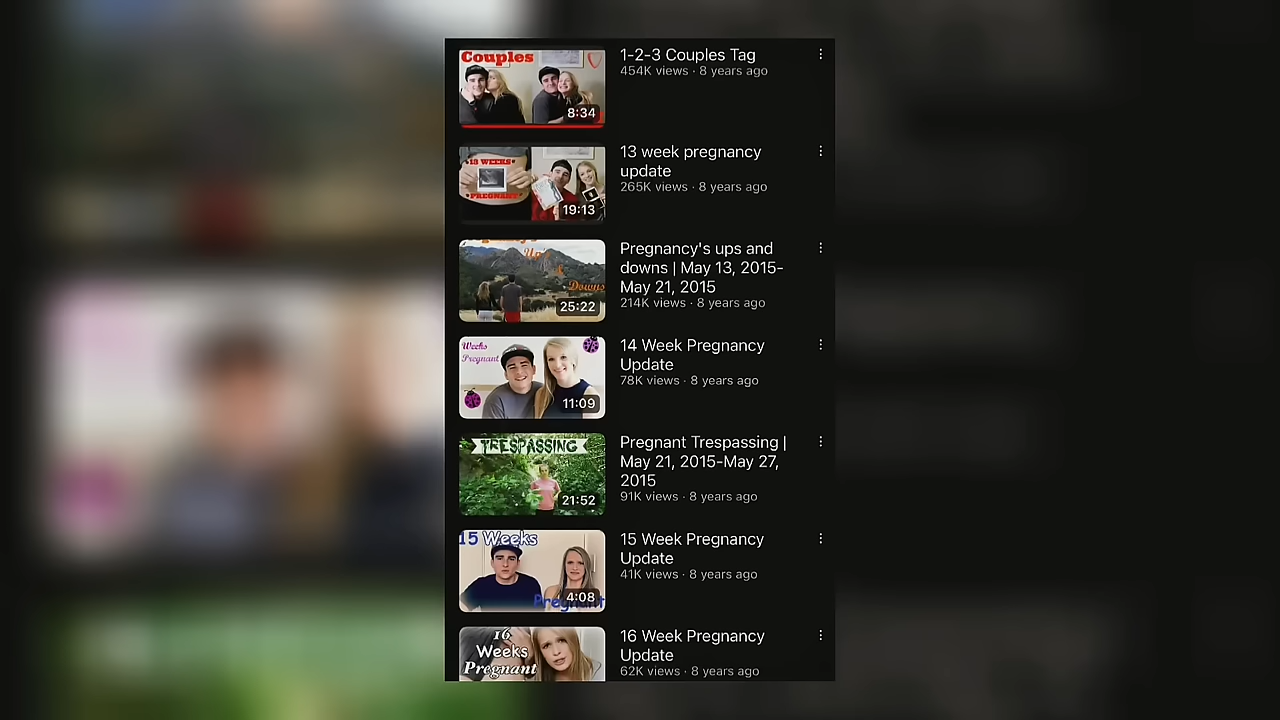 Couples
8:34
1-2-3 Couples Tag
454K views · 8 years ago
13 WEEKS
PREGNANT
19:13
13 week pregnancy
update
265K views · 8 years ago
Ups
&
Downs
25:22
Pregnancy's ups and
downs | May 13, 2015-
May 21, 2015
214K views · 8 years ago
Weeks
Pregnant
11:09
14 Week Pregnancy
Update
78K views · 8 years ago
TRESPASSING
21:52
Pregnant Trespassing |
May 21, 2015-May 27,
2015
91K views · 8 years ago
15 Weeks
Pregnant
4:08
15 Week Pregnancy
Update
41K views · 8 years ago
16
Weeks
Pregnant
16 Week Pregnancy
Update
62K views · 8 years ago